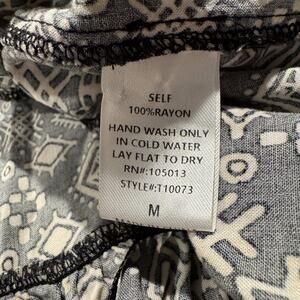 SELF
100%RAYON
HAND WASH ONLY
IN COLD WATER
LAY FLAT TO DRY
RN#:105013
STYLE#:T10073
M